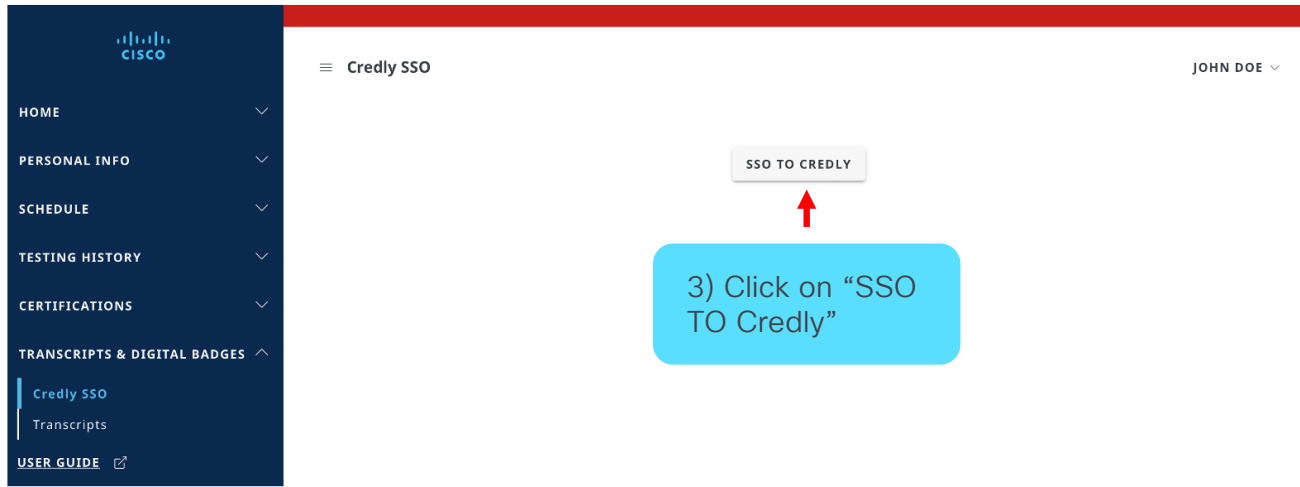 CISCO
HOME
PERSONAL INFO
SCHEDULE
TESTING HISTORY
CERTIFICATIONS
TRANSCRIPTS & DIGITAL BADGES
Credly SSO
Transcripts
USER GUIDE
Credly SSO
JOHN DOE
SSO TO CREDLY
3) Click on “SSO
TO Credly”